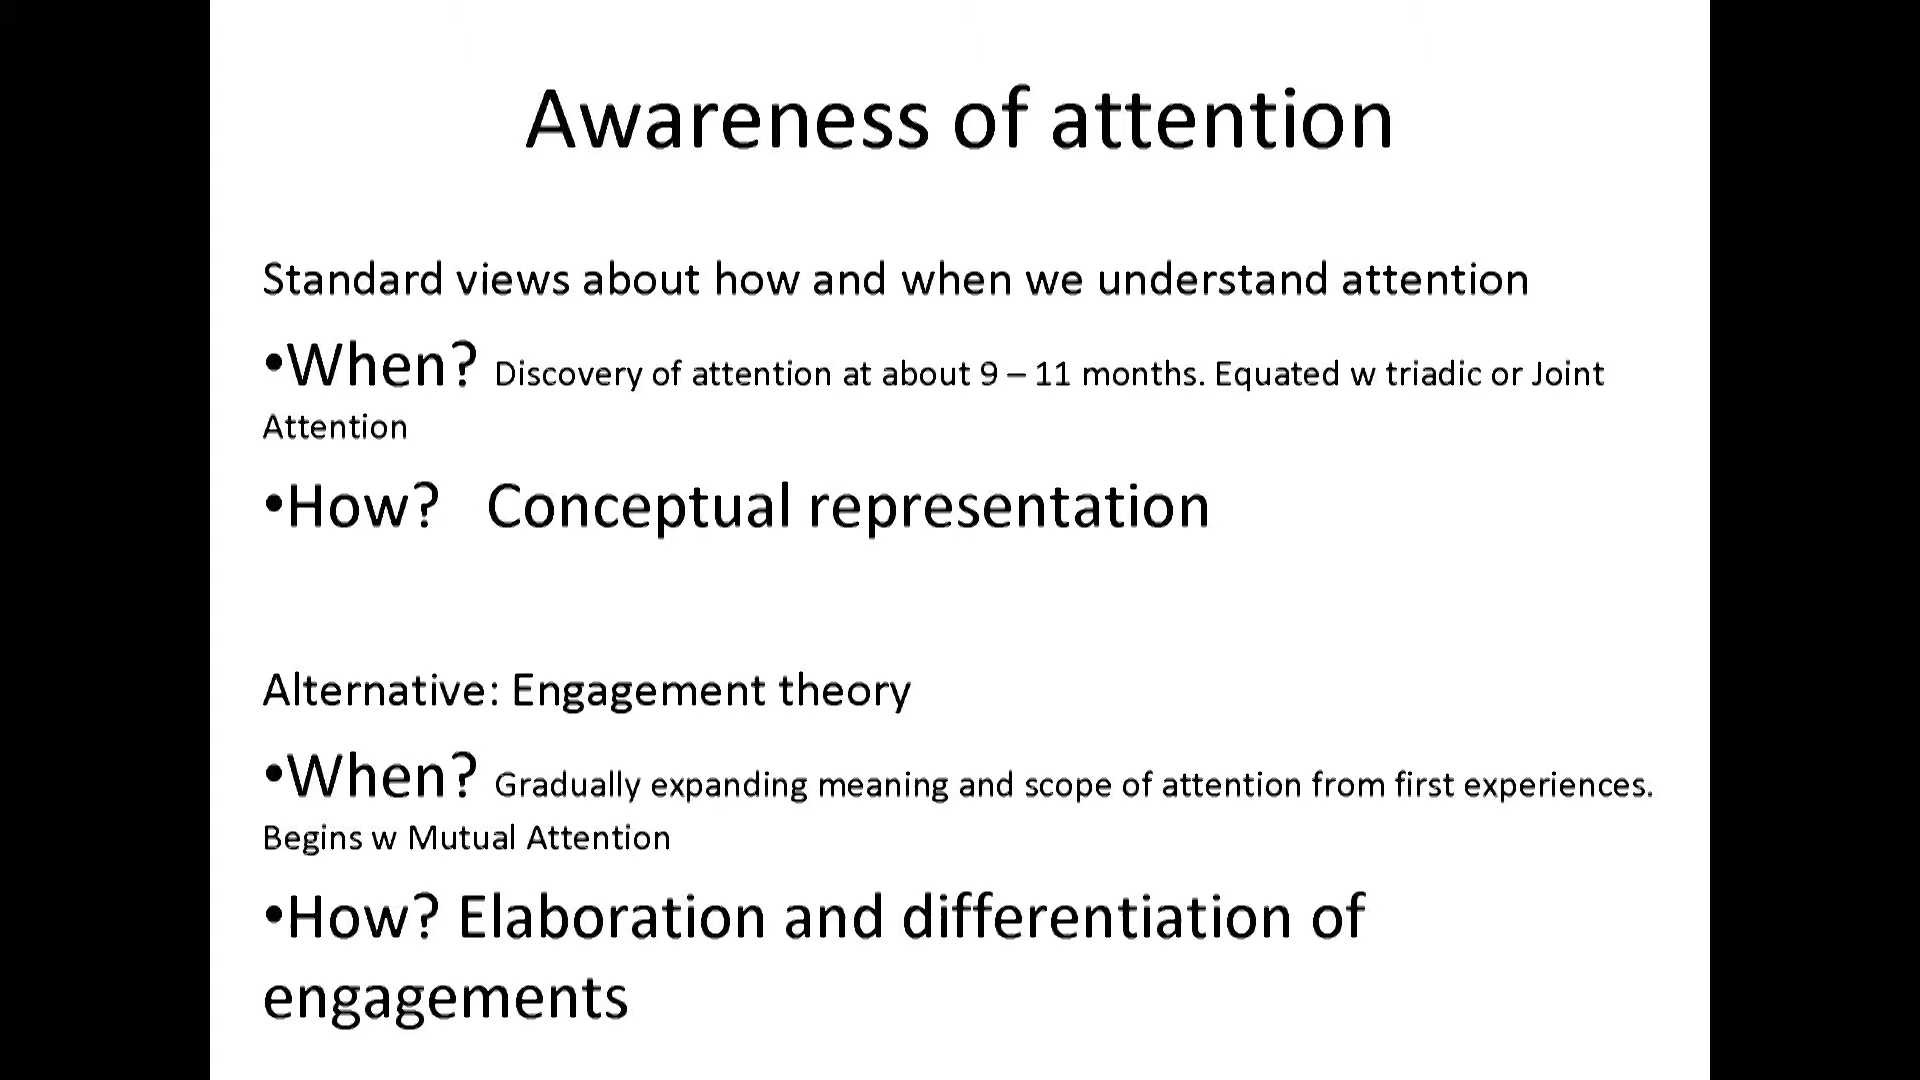 Awareness of attention
Standard views about how and when we understand attention
•When? Discovery of attention at about 9 – 11 months. Equated w triadic or Joint
Attention
•How? Conceptual representation
Alternative: Engagement theory
•When? Gradually expanding meaning and scope of attention from first experiences.
Begins w Mutual Attention
•How? Elaboration and differentiation of
engagements